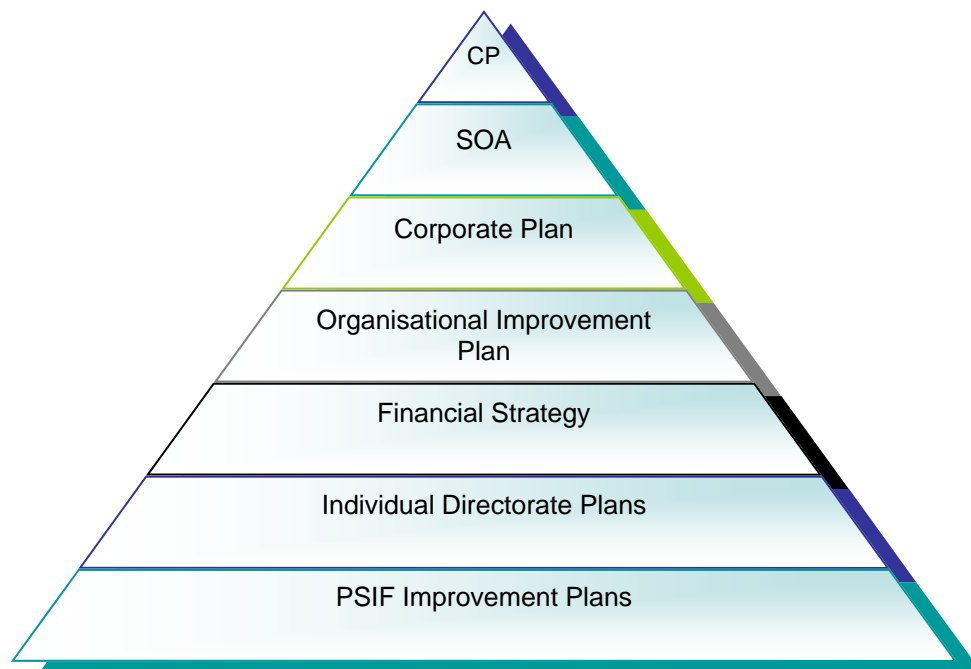 CP
SOA
Corporate Plan
Organisational Improvement
Plan
Financial Strategy
Individual Directorate Plans
PSIF Improvement Plans